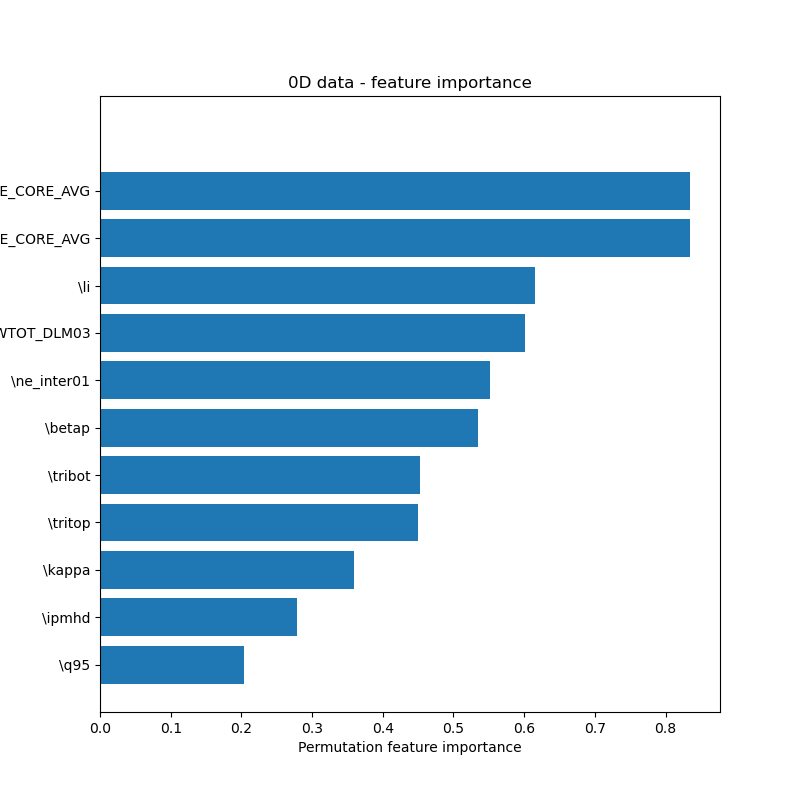 0D data - feature importance
E_CORE_AVG
E_CORE_AVG
\li
WTOT_DLM03
\ne_inter01
\betap
\tribot
\tritop
\kappa
\ipmhd
\q95
0.0 0.1 0.2 0.3 0.4 0.5 0.6 0.7 0.8
Permutation feature importance